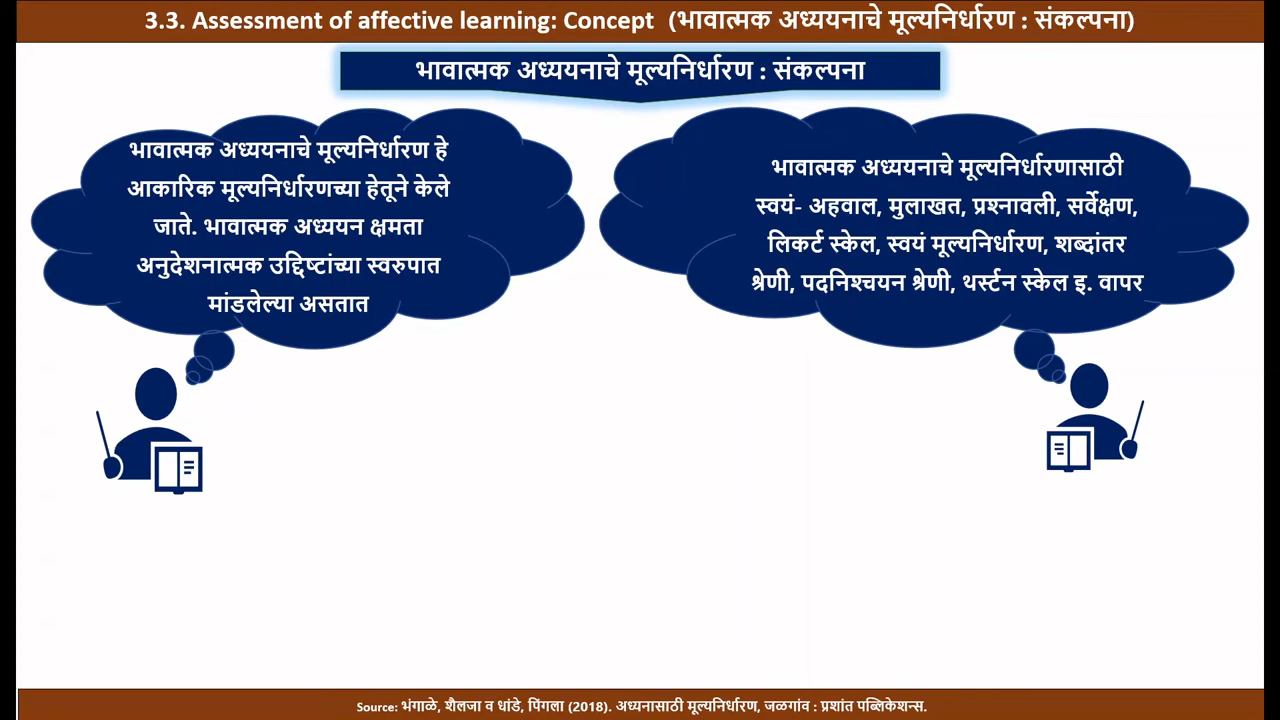 3.3. Assessment of affective learning: Concept (भावात्मक अध्ययनाचे मूल्यनिर्धारण : संकल्पना)
भावात्मक अध्ययनाचे मूल्यनिर्धारण : संकल्पना
भावात्मक अध्ययनाचे मूल्यनिर्धारण हे
आकारिक मूल्यनिर्धारणच्या हेतूने केले
जाते. भावात्मक अध्ययन क्षमता
अनुदेशनात्मक उद्दिष्टांच्या स्वरुपात
मांडलेल्या असतात
भावात्मक अध्ययनाचे मूल्यनिर्धारणासाठी
स्वयं- अहवाल, मुलाखत, प्रश्नावली, सर्वेक्षण,
लिकर्ट स्केल, स्वयं मूल्यनिर्धारण, शब्दांतर
श्रेणी, पदनिश्चयन श्रेणी, थर्स्टन स्केल इ. वापर
Source: भंगाळे, शैलजा व धांडे, पिंगला (2018). अध्यनासाठी मूल्यनिर्धारण, जळगांव : प्रशांत पब्लिकेशन्स.